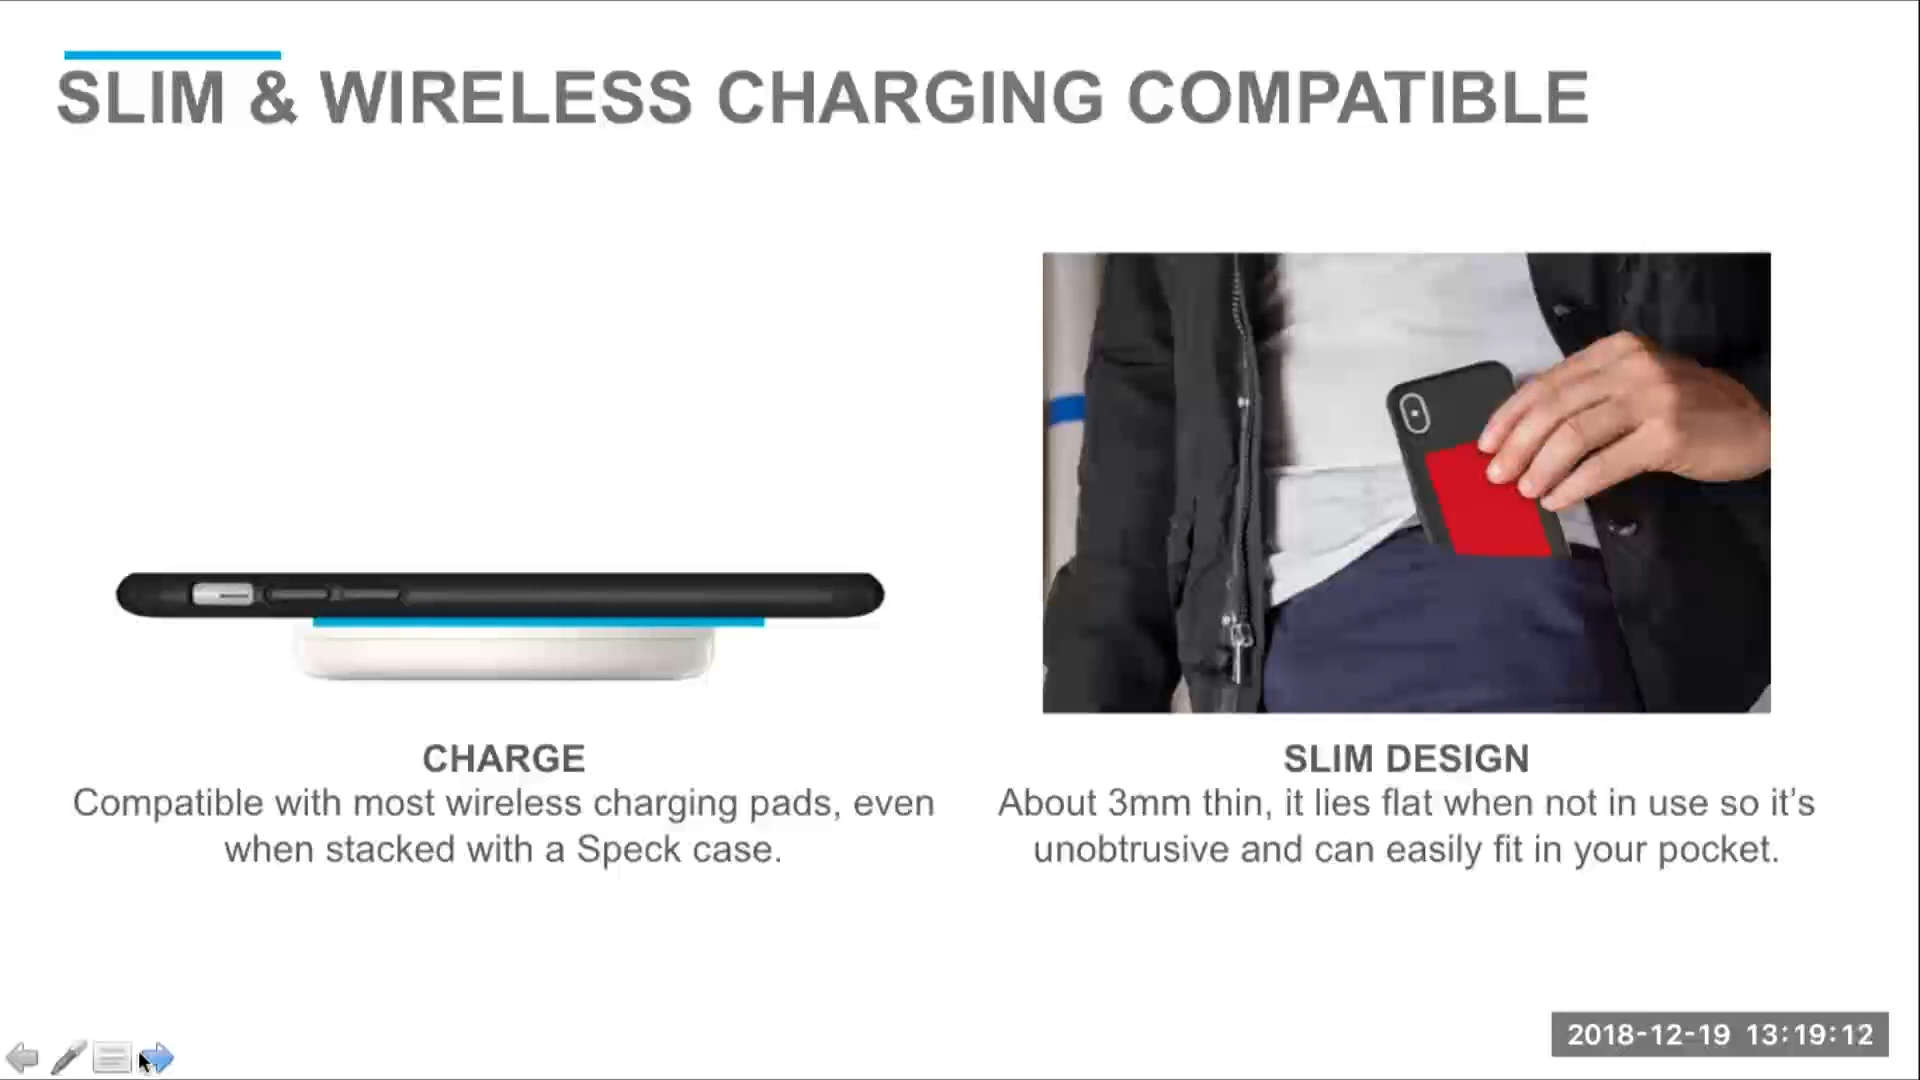 SLIM & WIRELESS CHARGING COMPATIBLE
CHARGE
Compatible with most wireless charging pads, even
when stacked with a Speck case.
SLIM DESIGN
About 3mm thin, it lies flat when not in use so it’s
unobtrusive and can easily fit in your pocket.
2018-12-19 13:19:12